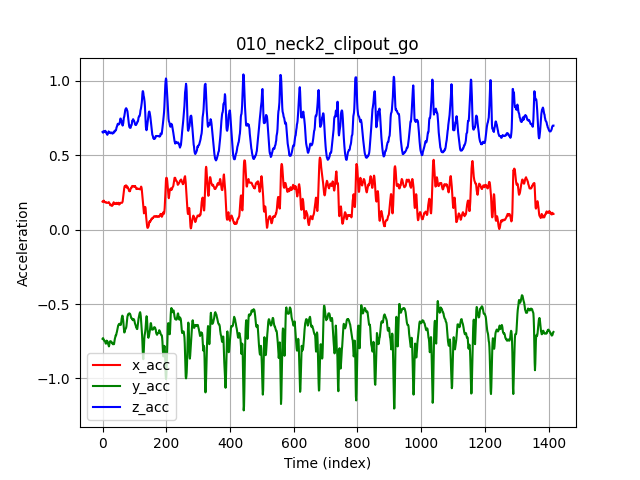 010_neck2_clipout_go
1.0
0.5
0.0
−0.5
−1.0
Acceleration
x_acc
y_acc
z_acc
0 200 400 600 800 1000 1200 1400
Time (index)